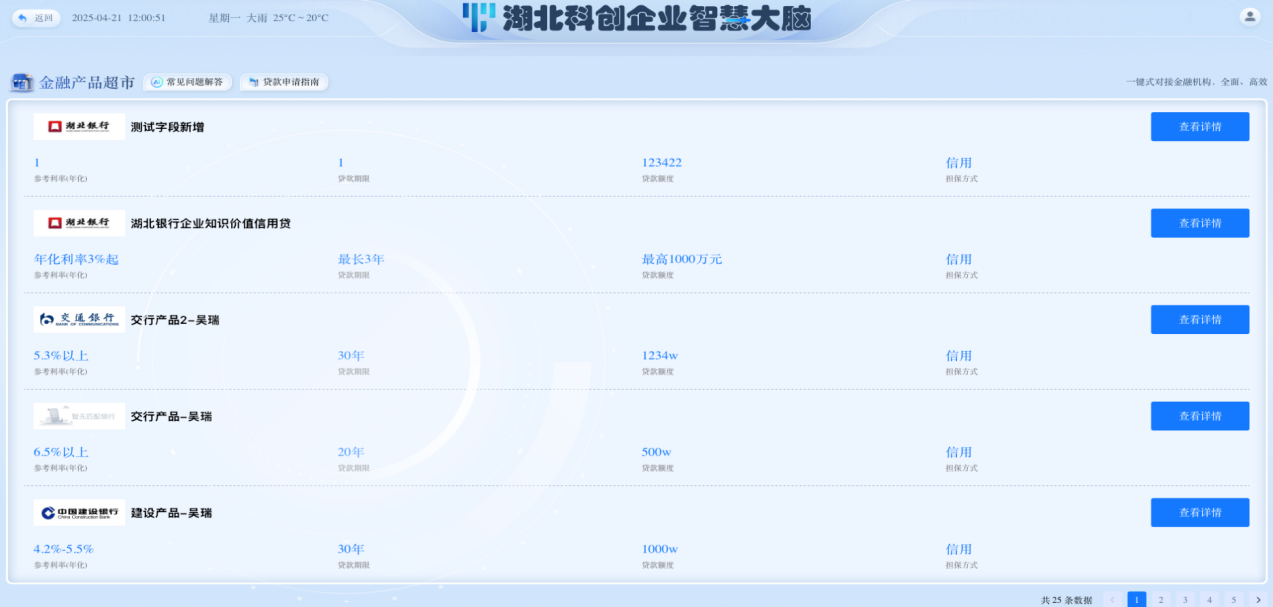 返回 2025-04-21 12:00:51 星期一 大雨 25°C ~ 20°C
湖北科创企业智慧大脑
金融产品超市 常见问题解答 贷款申请指南 一键式对接金融机构、全面、高效
湖北银行 测试字段新增 查看详情
1 1 123422 信用
参考利率(年化) 贷款期限 贷款额度 担保方式
湖北银行 湖北银行企业知识价值信用贷 查看详情
年化利率3%起 最长3年 最高1000万元 信用
参考利率(年化) 贷款期限 贷款额度 担保方式
交通银行 BANK OF COMMUNICATIONS 交行产品2-吴瑞 查看详情
5.3%以上 30年 1234w 信用
参考利率(年化) 贷款期限 贷款额度 担保方式
暂无匹配银行 交行产品-吴瑞 查看详情
6.5%以上 20年 500w 信用
参考利率(年化) 贷款期限 贷款额度 担保方式
中国建设银行 China Construction Bank 建设产品-吴瑞 查看详情
4.2%-5.5% 30年 1000w 信用
参考利率(年化) 贷款期限 贷款额度 担保方式
共 25 条数据 < 1 2 3 4 5 >